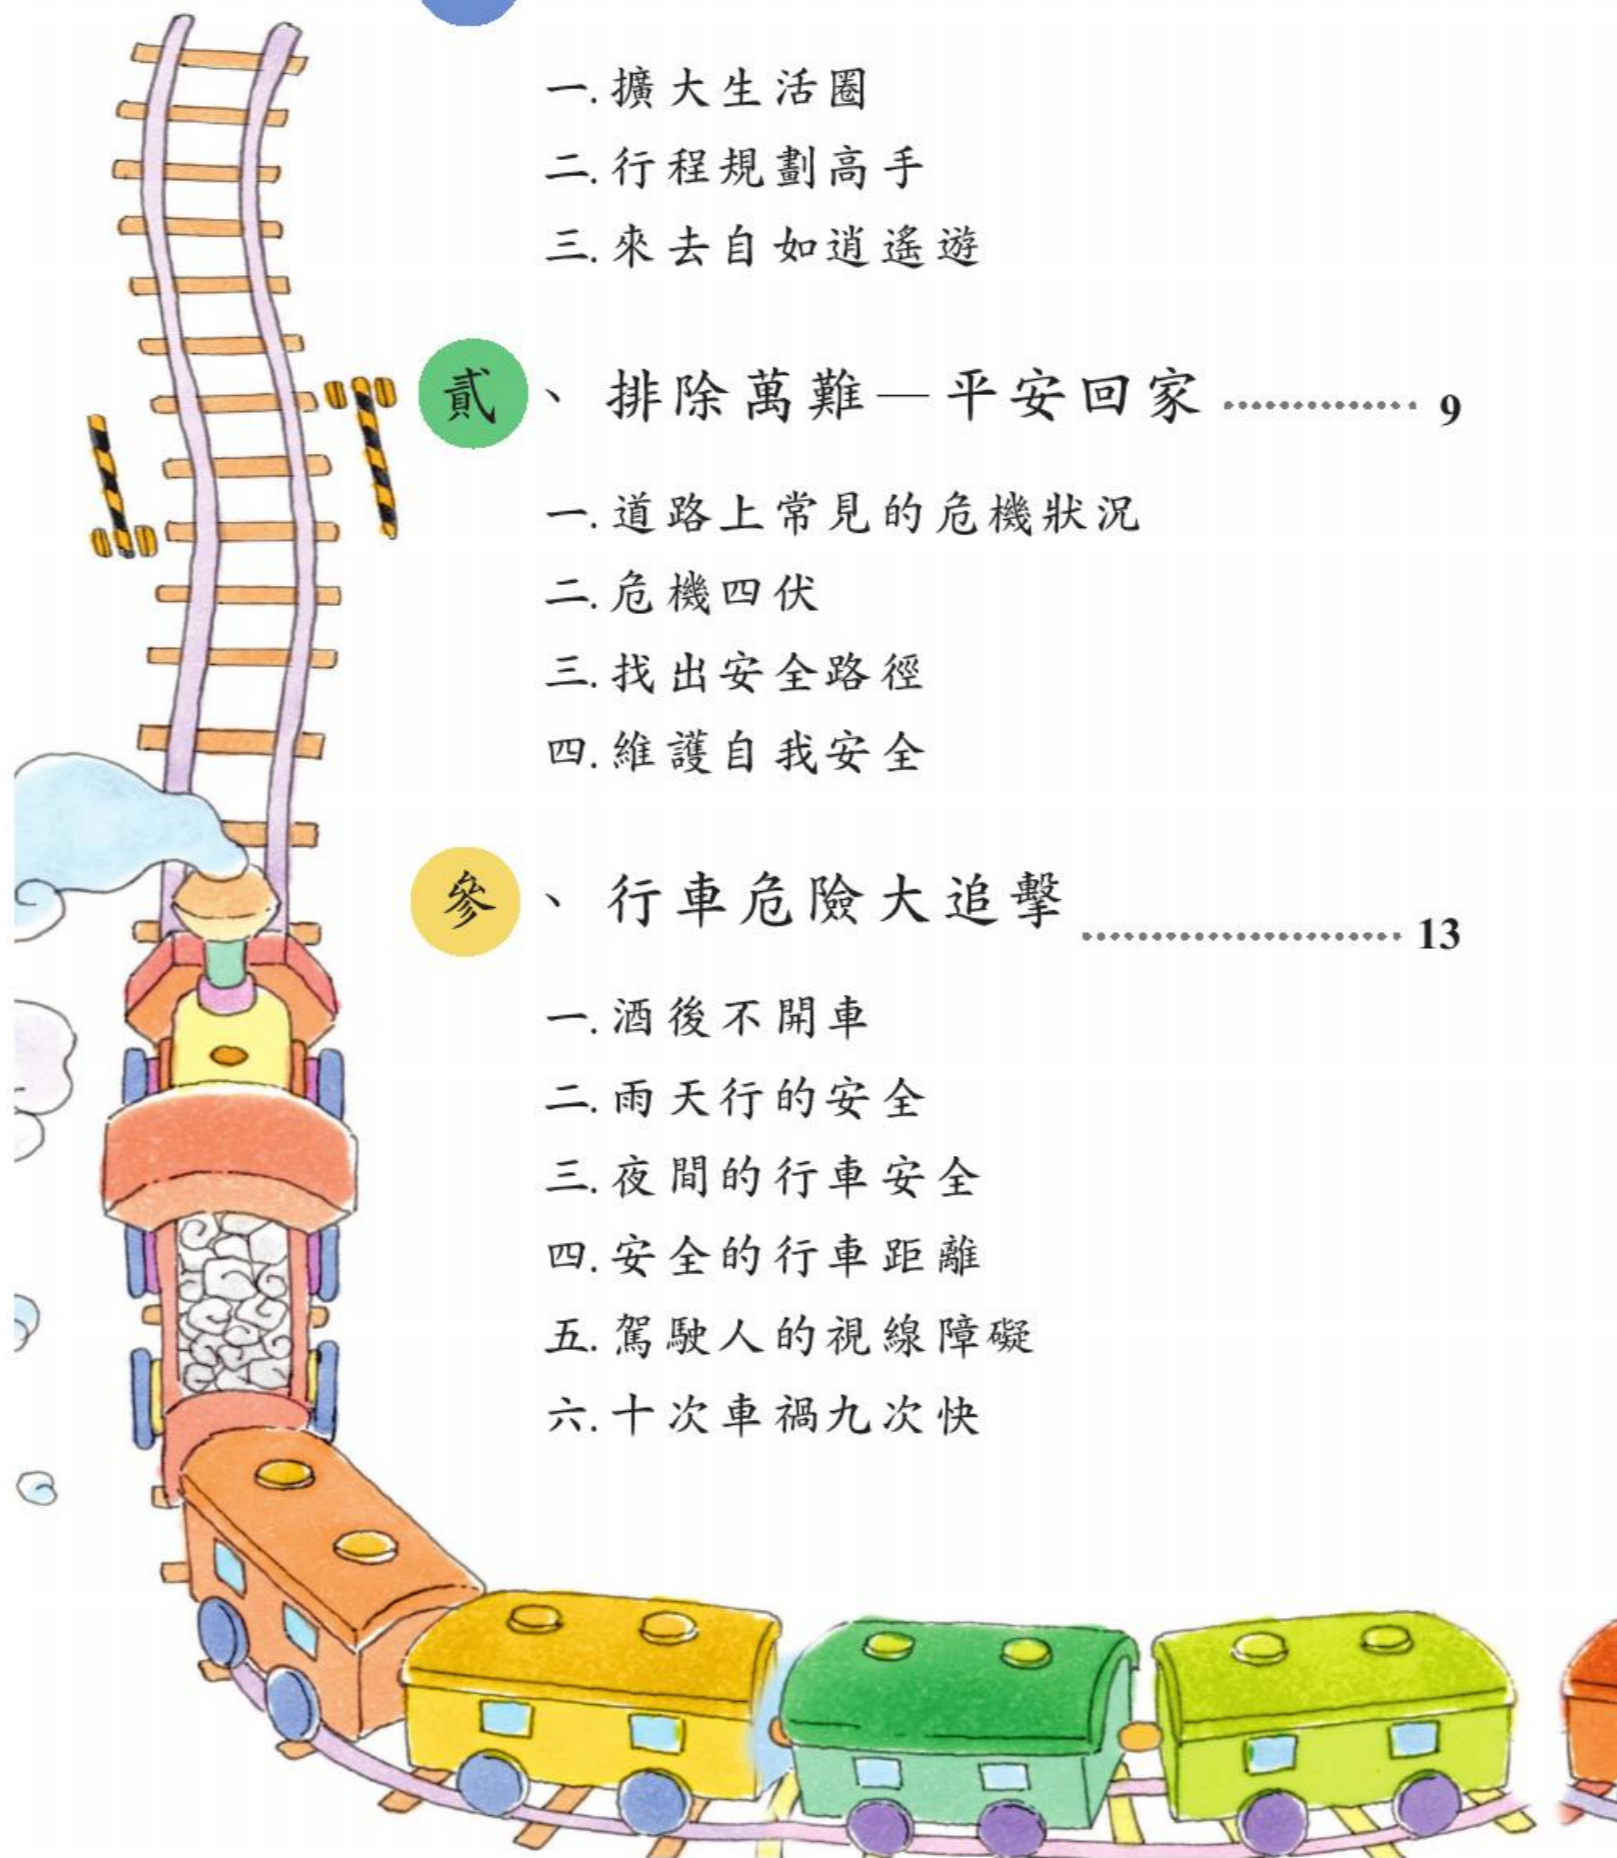 一.擴大生活圈
二.行程規劃高手
三.來去自如逍遙遊
貳、排除萬難—平安回家 .............. 9
一.道路上常見的危機狀況
二.危機四伏
三.找出安全路徑
四.維護自我安全
參、行車危險大追擊 ....................... 13
一.酒後不開車
二.雨天行的安全
三.夜間的行車安全
四.安全的行車距離
五.駕駛人的視線障礙
六.十次車禍九次快